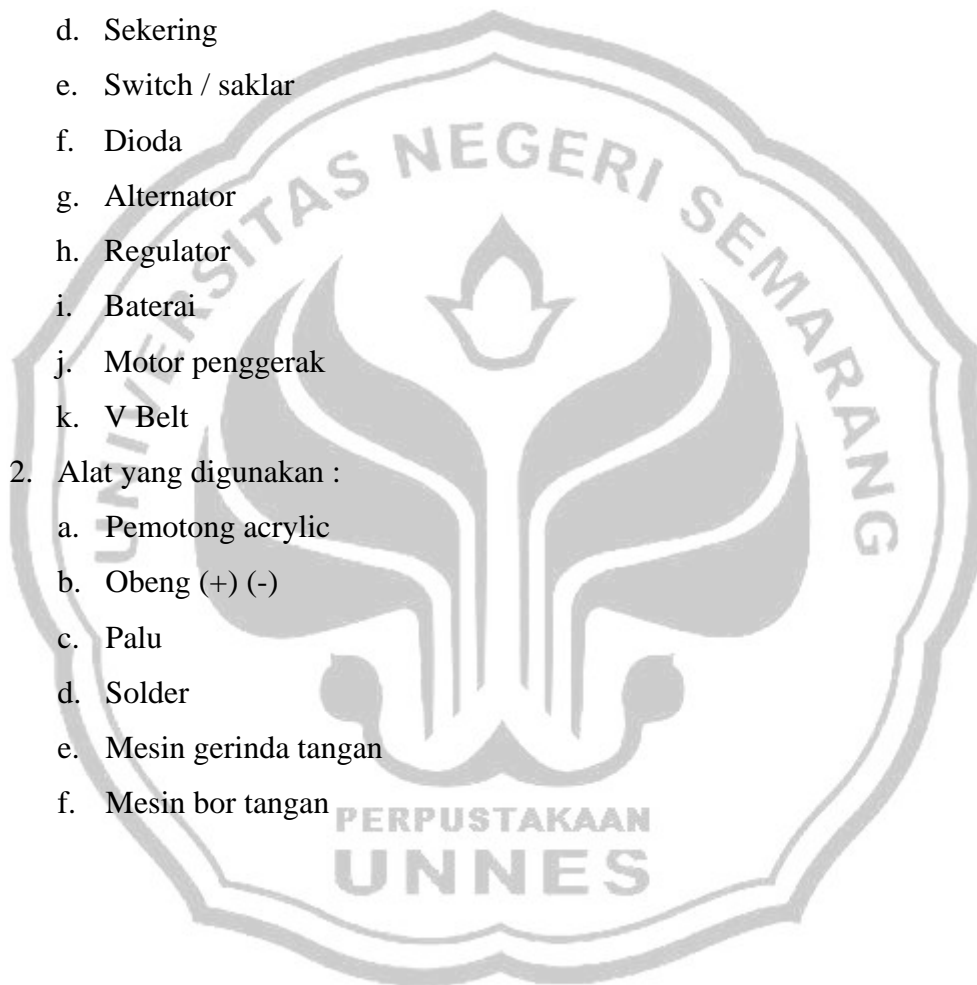 d. Sekering
e. Switch / saklar
f. Dioda
g. Alternator
h. Regulator
i. Baterai
j. Motor penggerak
k. V Belt
2. Alat yang digunakan :
a. Pemotong acrylic
b. Obeng (+) (-)
c. Palu
d. Solder
e. Mesin gerinda tangan
f. Mesin bor tangan
UNIVERSITAS NEGERI SEMARANG
PERPUSTAKAAN
UNNES